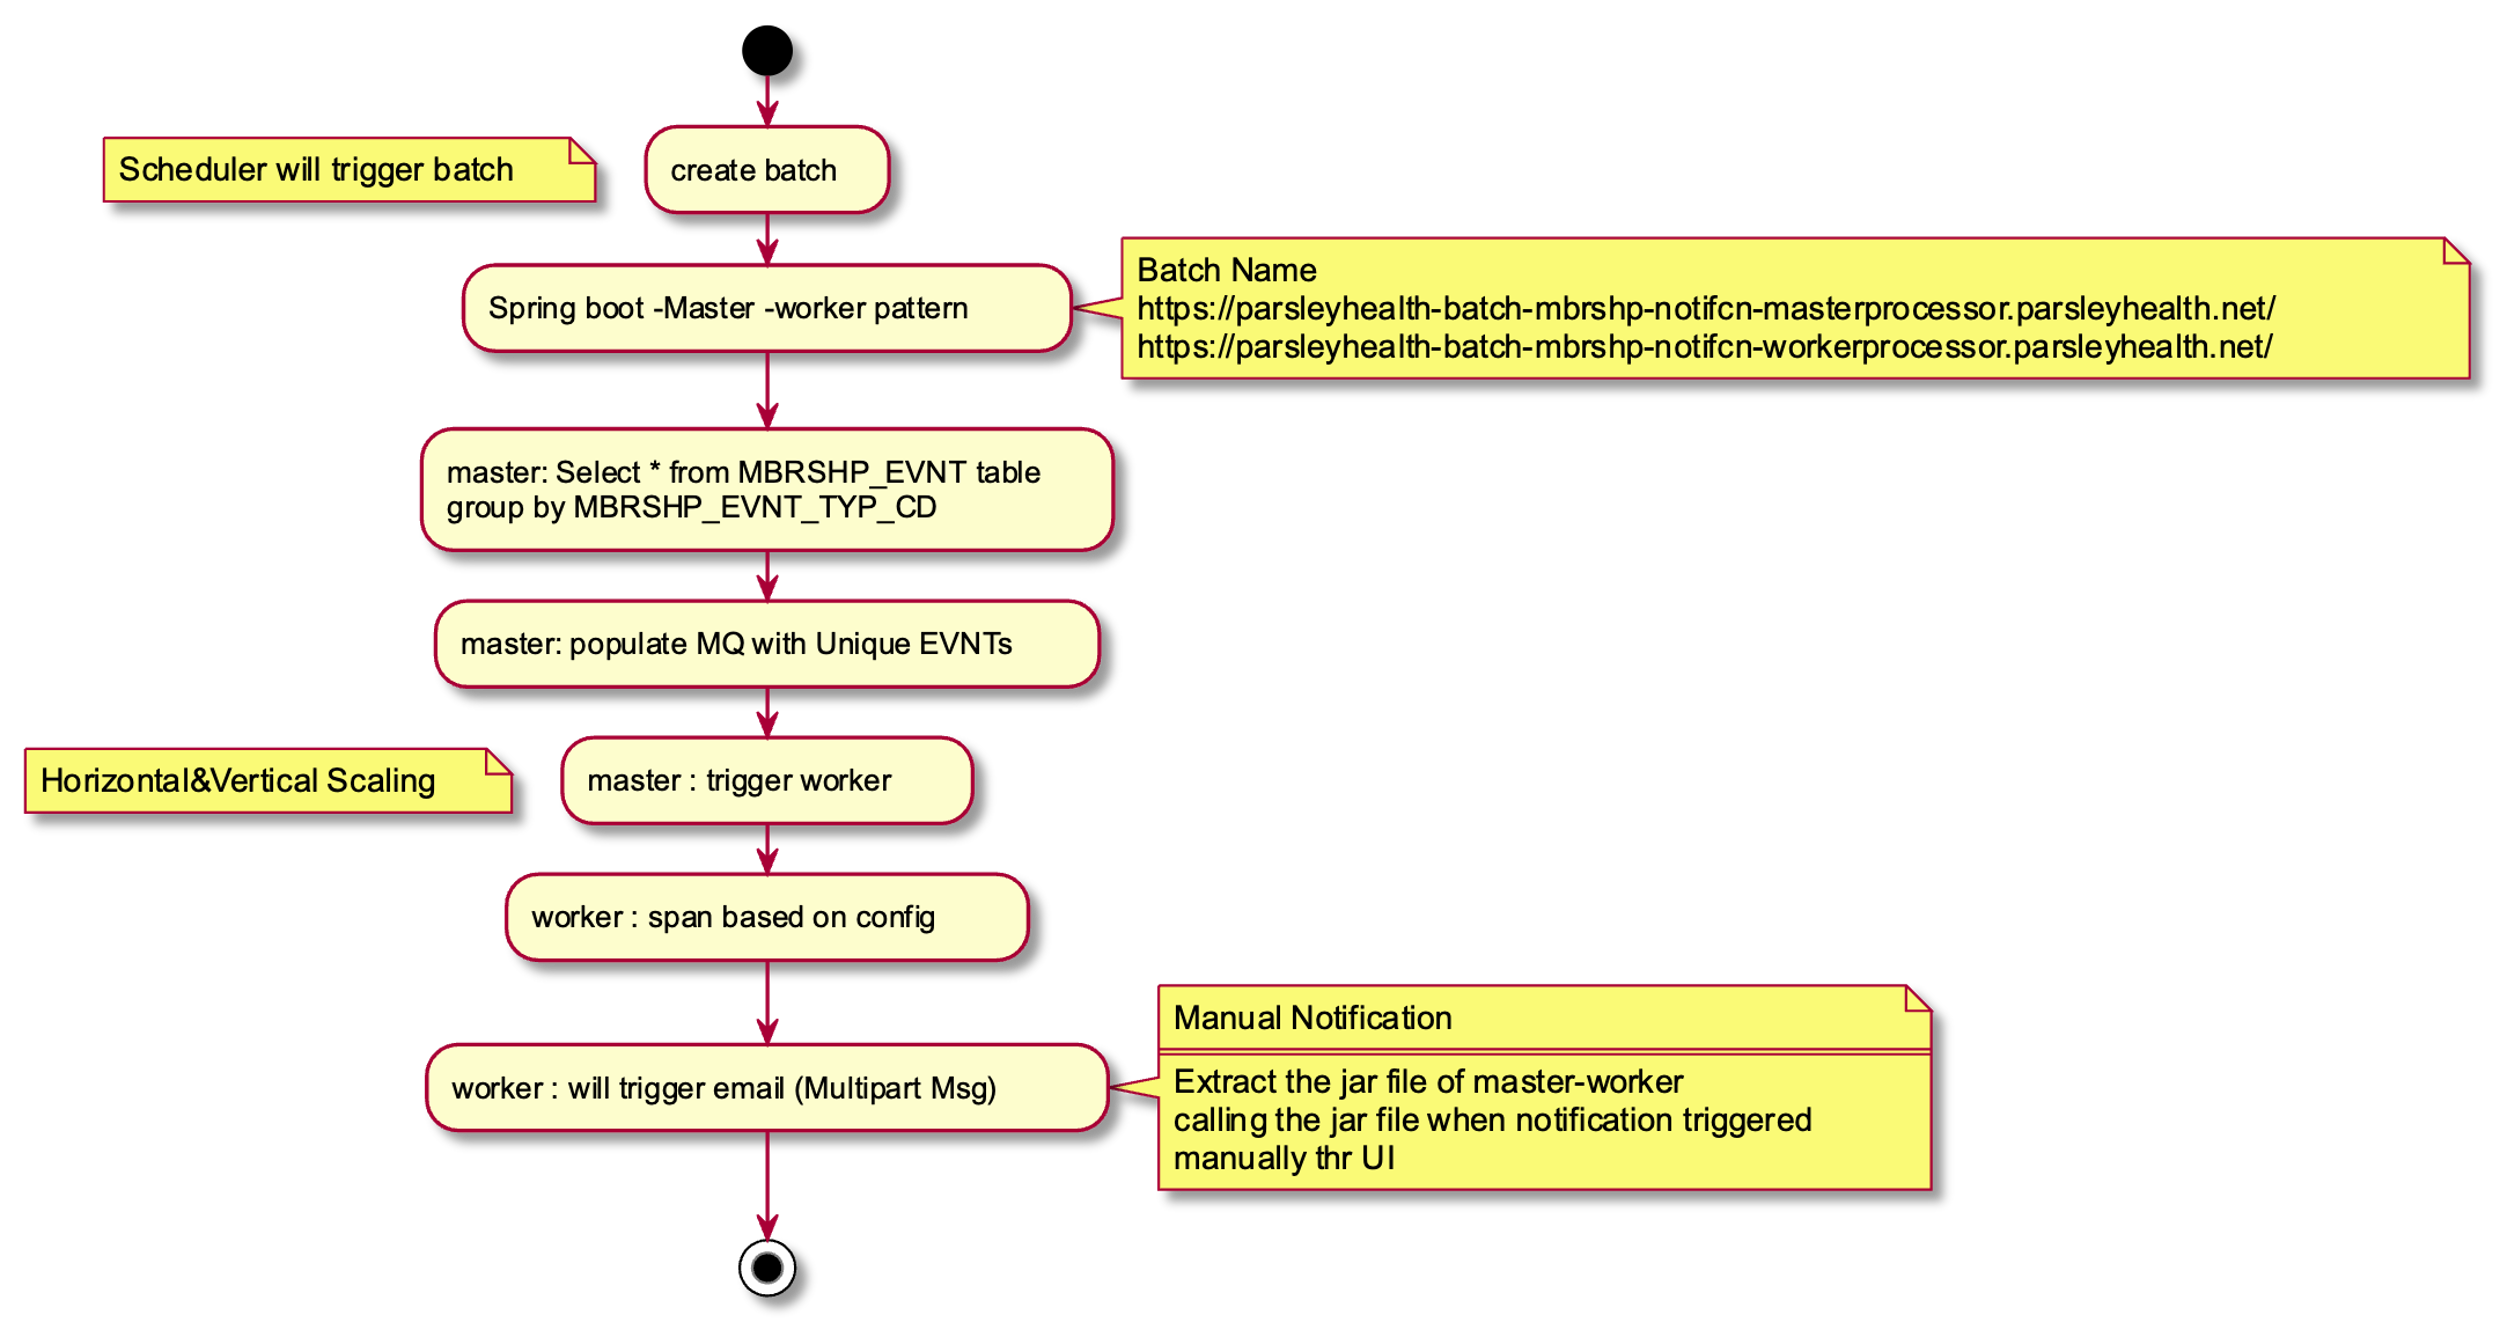 Scheduler will trigger batch
create batch
Spring boot -Master -worker pattern
Batch Name
https://parsleyhealth-batch-mbrshp-notifcn-masterprocessor.parsleyhealth.net/
https://parsleyhealth-batch-mbrshp-notifcn-workerprocessor.parsleyhealth.net/
master: Select * from MBRSHP_EVNT table
group by MBRSHP_EVNT_TYP_CD
master: populate MQ with Unique EVNTs
Horizontal&Vertical Scaling
master : trigger worker
worker : span based on config
worker : will trigger email (Multipart Msg)
Manual Notification
Extract the jar file of master-worker
calling the jar file when notification triggered
manually thr UI